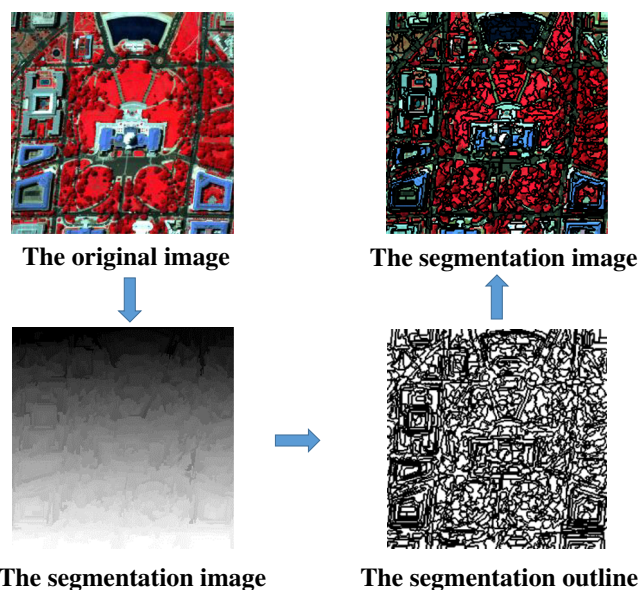 The original image
The segmentation image
The segmentation image
The segmentation outline